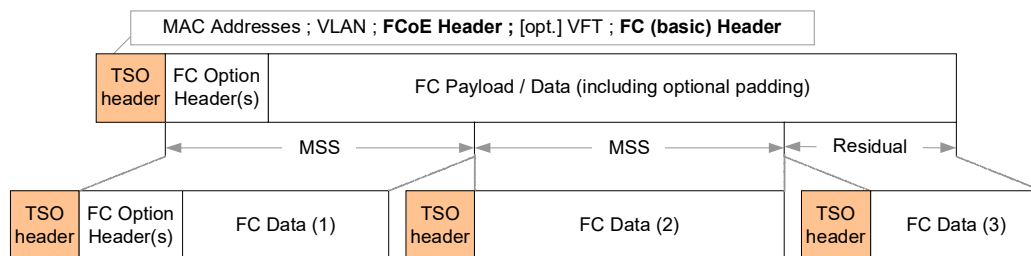 MAC Addresses ; VLAN ; FCoE Header ; [opt.] VFT ; FC (basic) Header
TSO
header
FC Option
Header(s)
FC Payload / Data (including optional padding)
MSS
MSS
Residual
TSO
header
FC Option
Header(s)
FC Data (1)
TSO
header
FC Data (2)
TSO
header
FC Data (3)